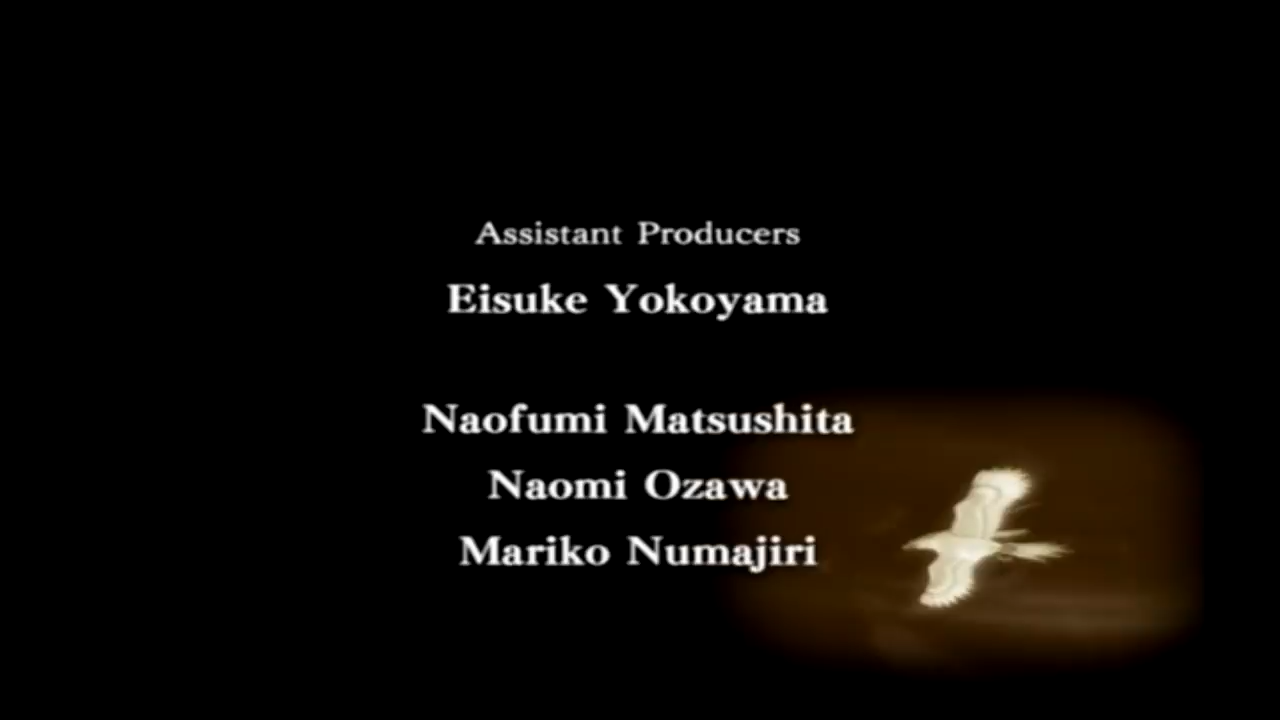 Assistant Producers
Eisuke Yokoyama
Naofumi Matsushita
Naomi Ozawa
Mariko Numajiri